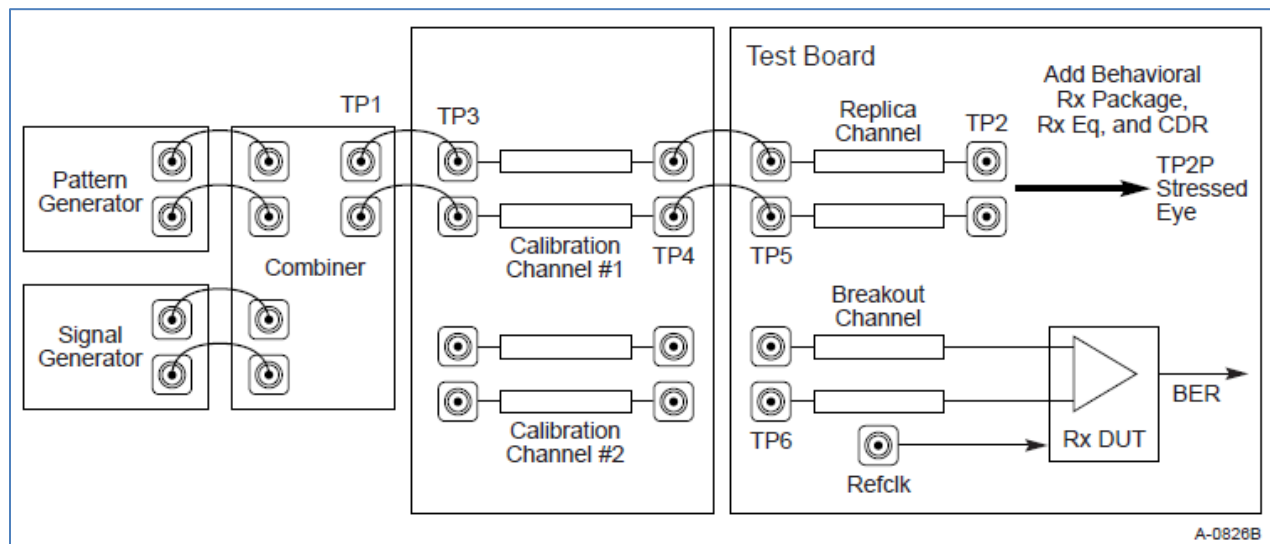 Test Board
Add Behavioral
Rx Package,
Rx Eq, and CDR
TP1
TP3
Replica
Channel
TP2
TP2P
Stressed
Eye
Pattern
Generator
Combiner
Calibration
Channel #1
TP4
TP5
Signal
Generator
Breakout
Channel
Calibration
Channel #2
TP6
Refclk
Rx DUT
BER
A-0826B